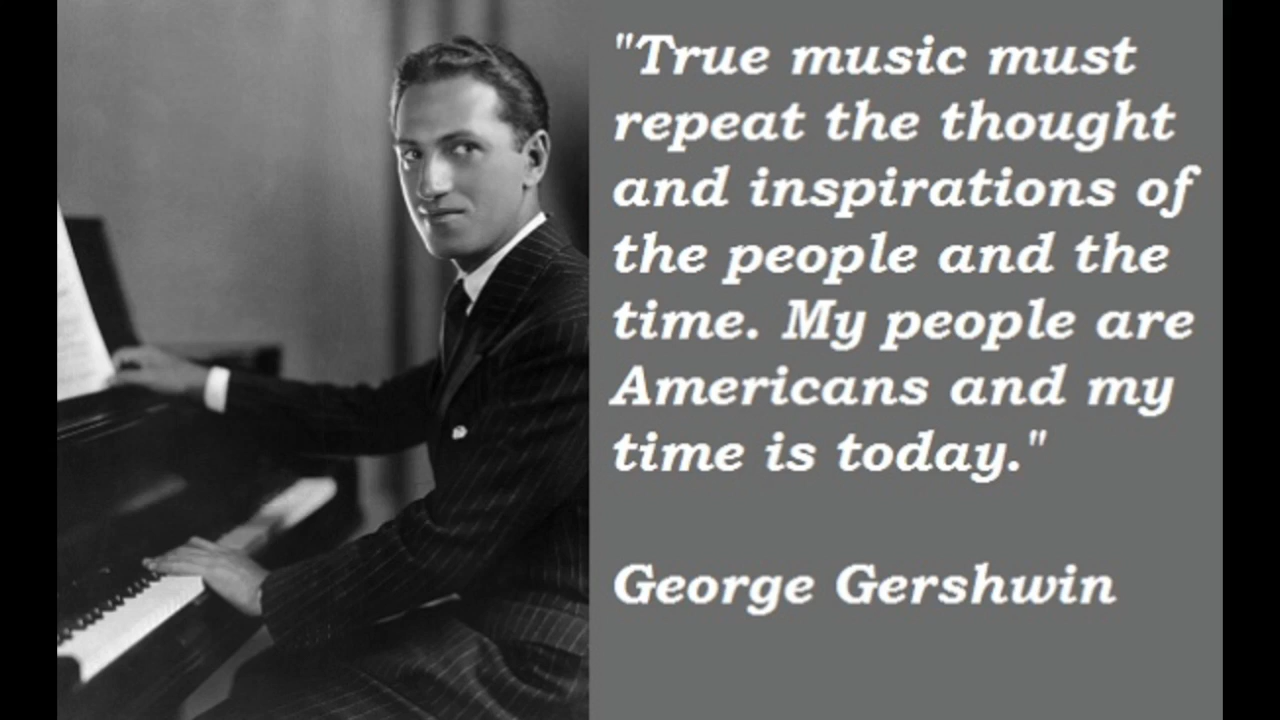 "True music must
repeat the thought
and inspirations of
the people and the
time. My people are
Americans and my
time is today."
George Gershwin